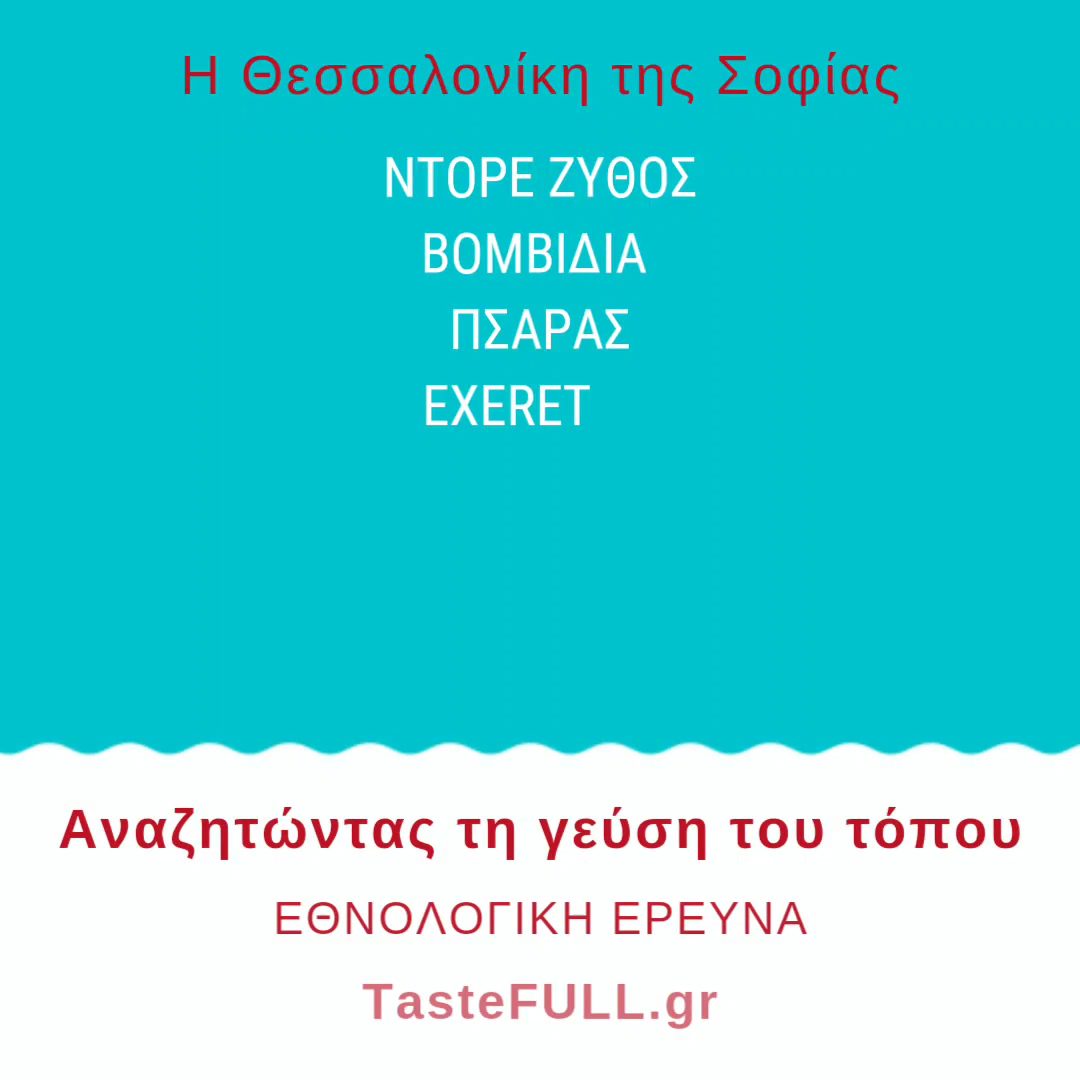 Η Θεσσαλονίκη της Σοφίας
ΝΤΟΡΕ ΖΥΘΟΣ
ΒΟΜΒΙΔΙΑ
ΠΣΑΡΑΣ
EXERET
Αναζητώντας τη γεύση του τόπου
ΕΘΝΟΛΟΓΙΚΗ ΕΡΕΥΝΑ
TasteFULL.gr